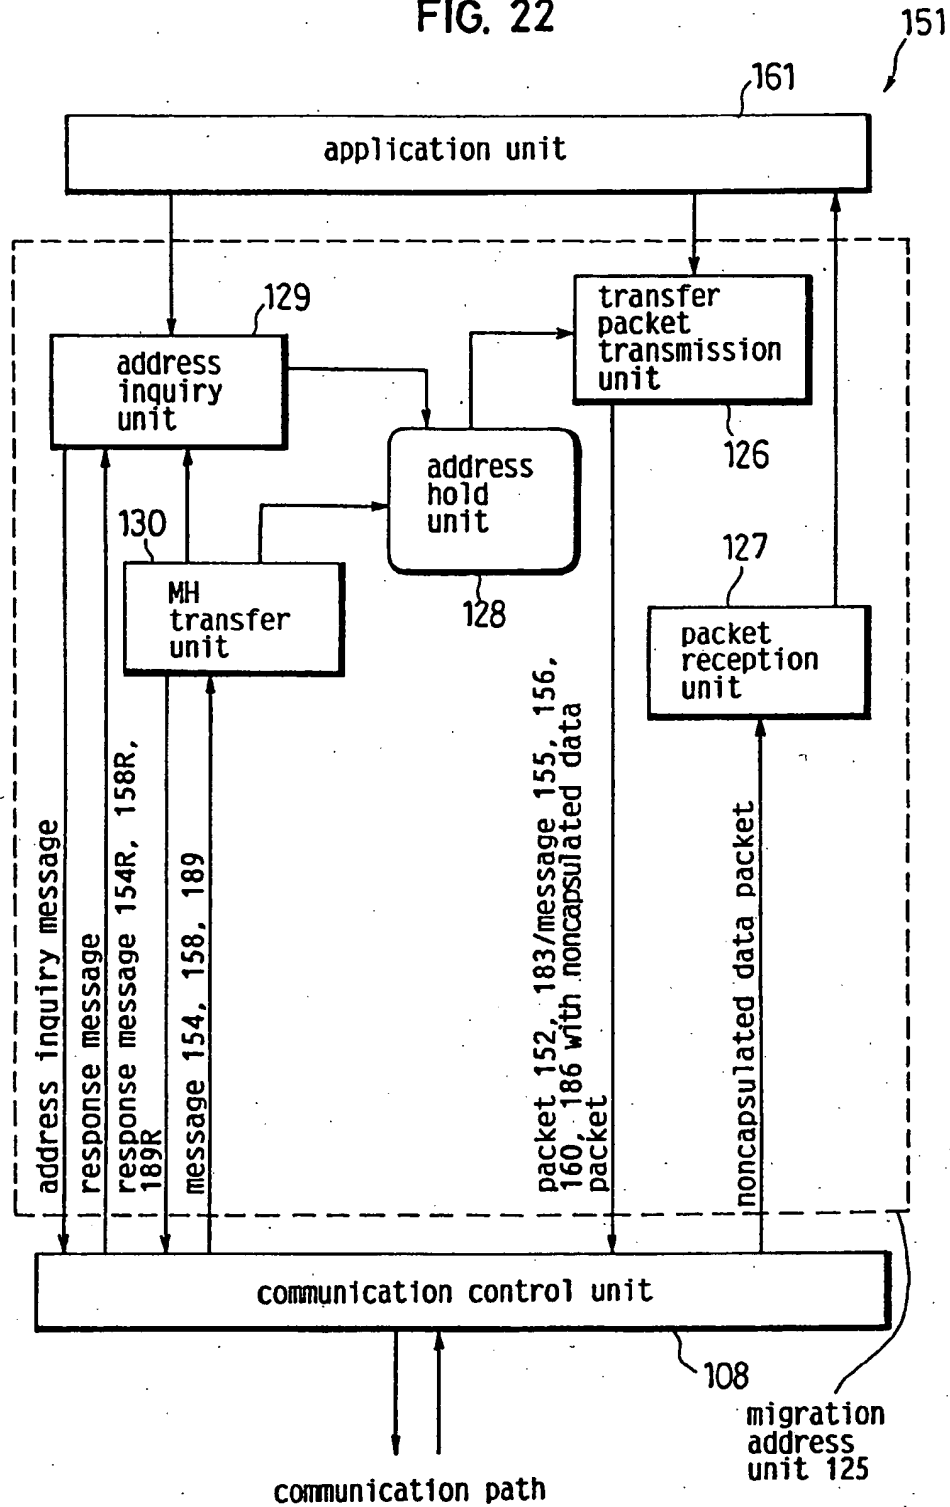 FIG. 22
151
161
application unit
129
address
inquiry
unit
transfer
packet
transmission
unit
126
address
hold
unit
128
130
MH
transfer
unit
127
packet
reception
unit
address inquiry message
response message
response message 154R, 158R,
189R
message 154, 158, 189
packet 152, 183/message 155, 156,
160, 186 with noncapsulated data
packet
noncapsulated data packet
communication control unit
108
migration
address
unit 125
communication path